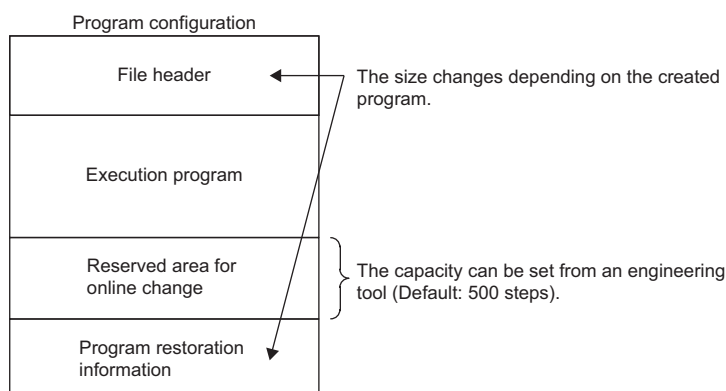 Program configuration
File header
The size changes depending on the created
program.
Execution program
Reserved area for
online change
The capacity can be set from an engineering
tool (Default: 500 steps).
Program restoration
information